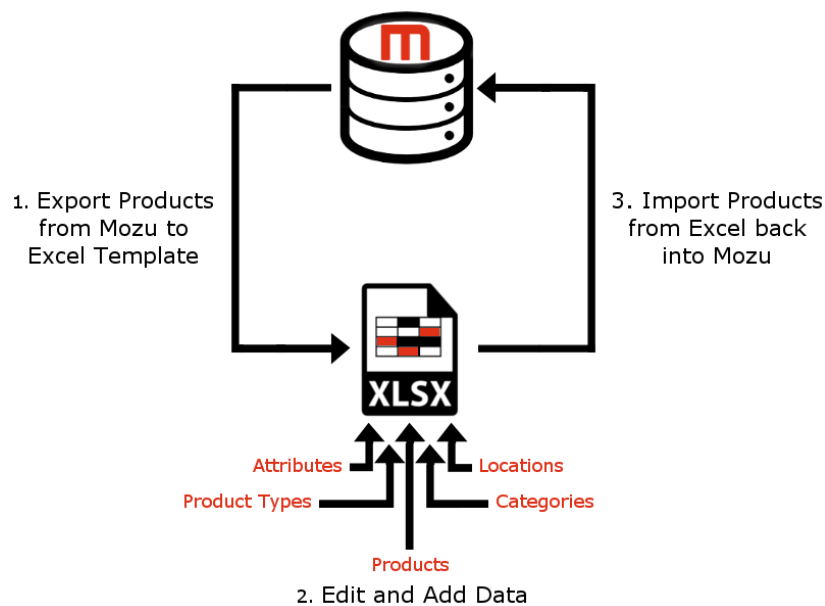 m
1. Export Products
from Mozu to
Excel Template
3. Import Products
from Excel back
into Mozu
XLSX
Attributes
Locations
Product Types
Categories
Products
2. Edit and Add Data